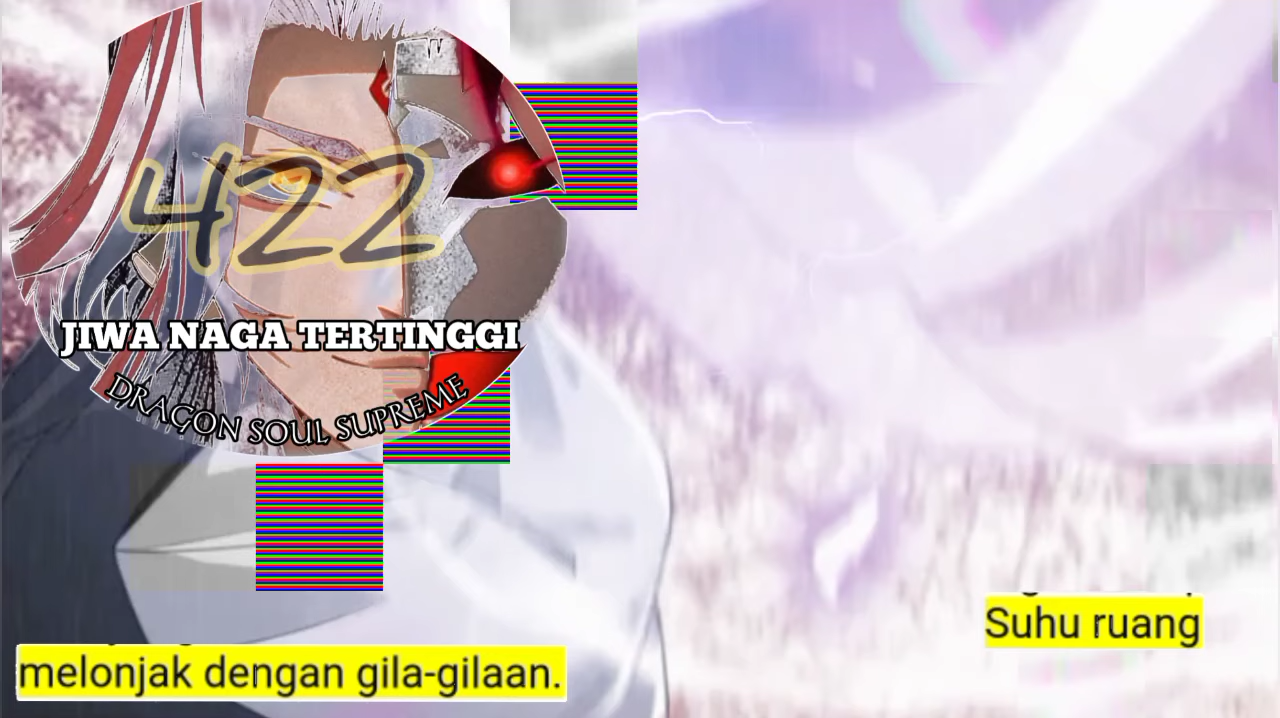 422
JIWA NAGA TERTINGGI
DRAGON SOUL SUPREME
Suhu ruang
melonjak dengan gila-gilaan.